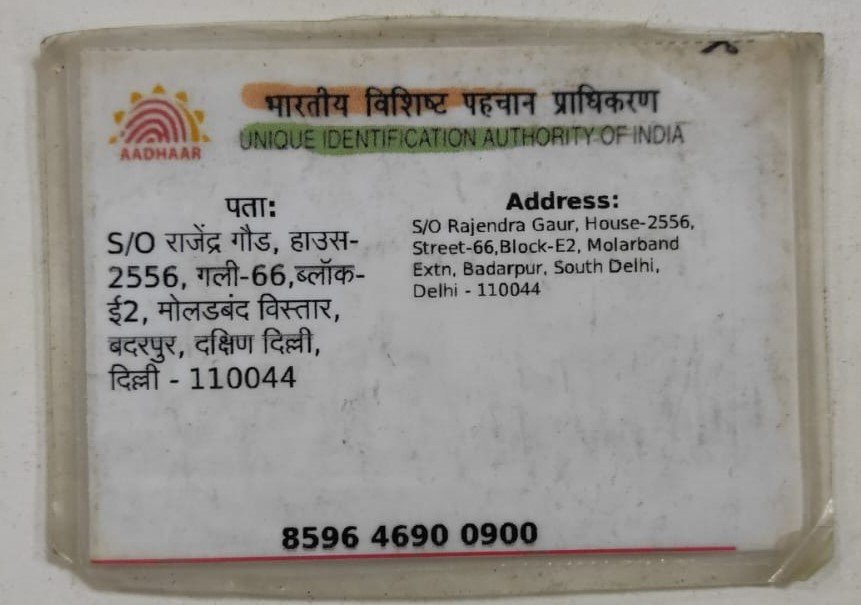 भारतीय विशिष्ट पहचान प्राधिकरण
UNIQUE IDENTIFICATION AUTHORITY OF INDIA
AADHAAR
पता:
S/O राजेंद्र गौड, हाउस-
2556, गली-66,ब्लॉक-
ई2, मोलडबंद विस्तार,
बदरपुर, दक्षिण दिल्ली,
दिल्ली - 110044
Address:
S/O Rajendra Gaur, House-2556,
Street-66,Block-E2, Molarband
Extn, Badarpur, South Delhi,
Delhi - 110044
8596 4690 0900